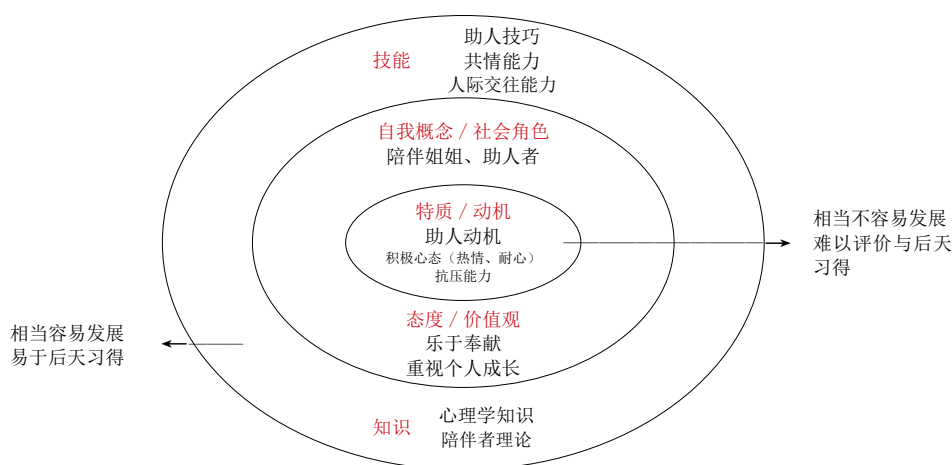 技能
助人技巧
共情能力
人际交往能力
自我概念 / 社会角色
陪伴姐姐、助人者
特质 / 动机
助人动机
积极心态（热情、耐心）
抗压能力
相当不容易发展
难以评价与后天
习得
态度 / 价值观
乐于奉献
重视个人成长
相当容易发展
易于后天习得
知识
心理学知识
陪伴者理论